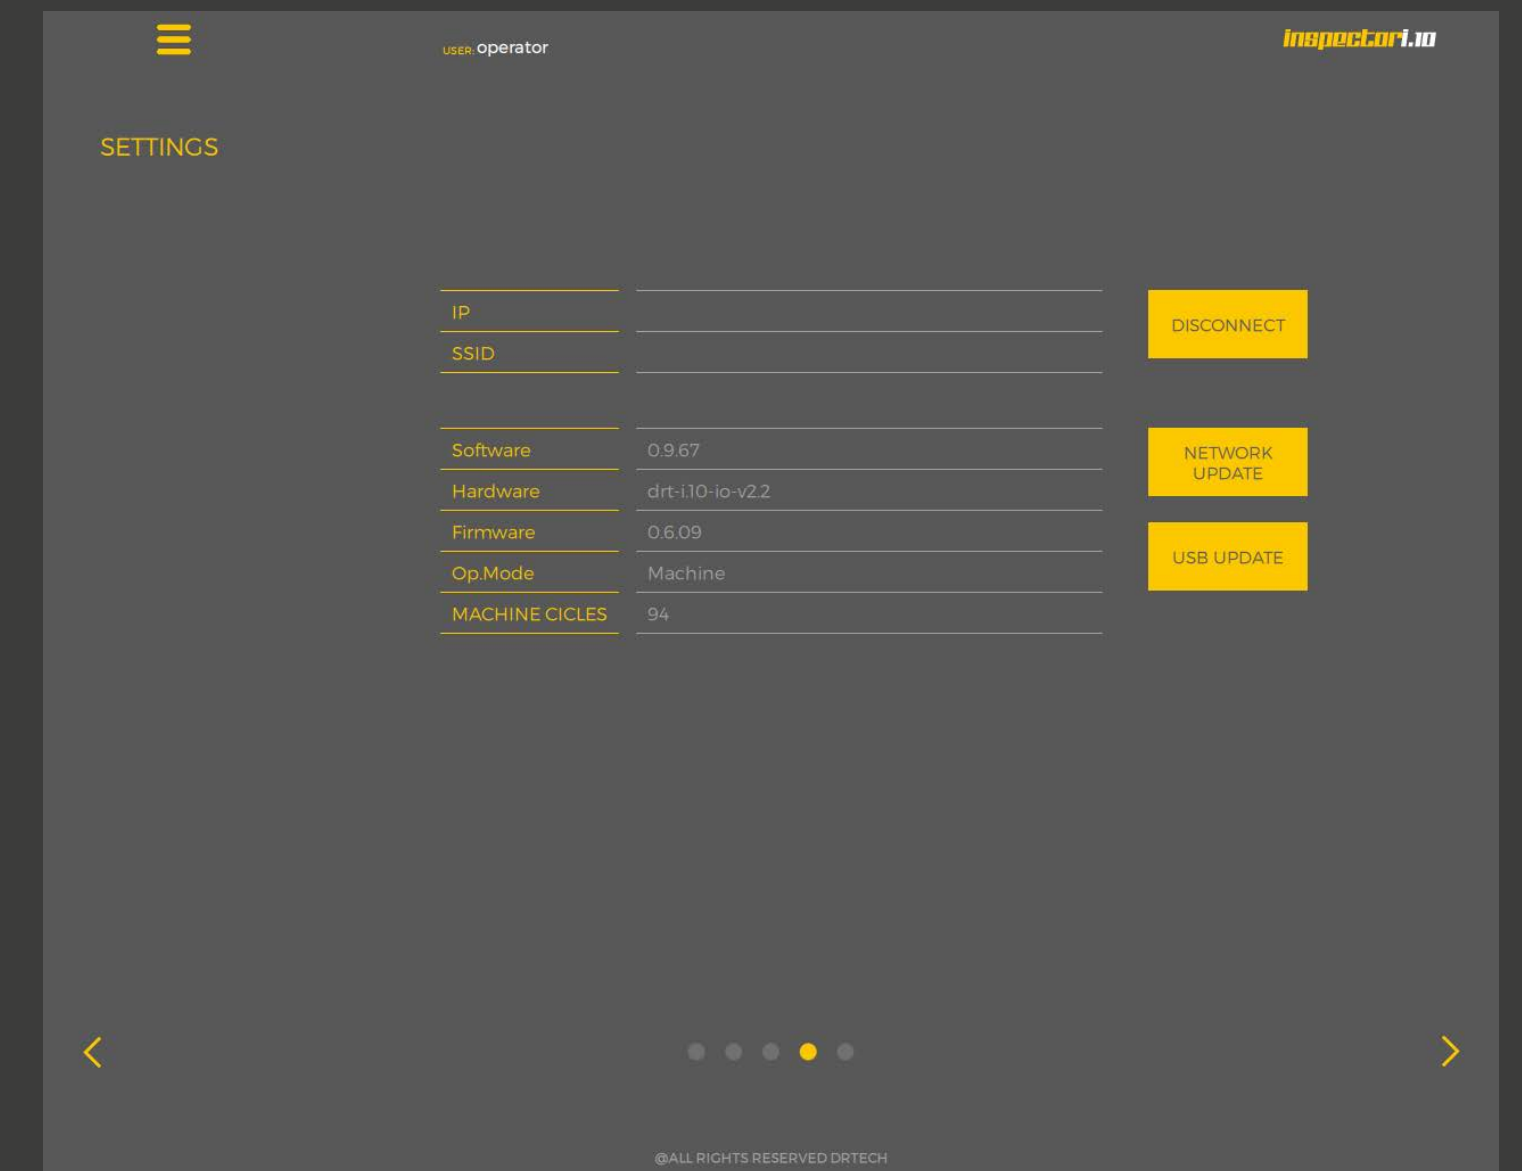 USER: operator
inspectori.10
SETTINGS
IP
SSID
DISCONNECT
Software 0.9.67
Hardware drt-i.10-io-v2.2
Firmware 0.6.09
Op.Mode Machine
MACHINE CICLES 94
NETWORK
UPDATE
USB UPDATE
@ALL RIGHTS RESERVED DRTECH